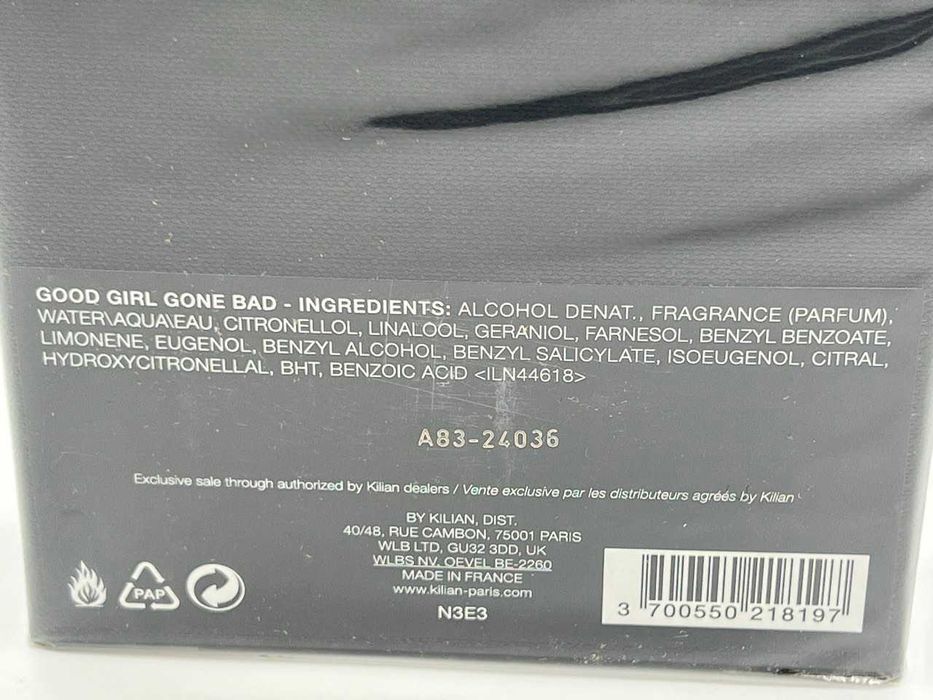 GOOD GIRL GONE BAD - INGREDIENTS: ALCOHOL DENAT., FRAGRANCE (PARFUM),
WATER\AQUA\EAU, CITRONELLOL, LINALOOL, GERANIOL, FARNESOL, BENZYL BENZOATE,
LIMONENE, EUGENOL, BENZYL ALCOHOL, BENZYL SALICYLATE, ISOEUGENOL, CITRAL,
HYDROXYCITRONELLAL, BHT, BENZOIC ACID <ILN44618>
A83-24036
Exclusive sale through authorized by Kilian dealers / Vente exclusive par les distributeurs agréés by Kilian
BY KILIAN, DIST.
40/48, RUE CAMBON, 75001 PARIS
WLB LTD, GU32 3DD, UK
WLBS NV. OEVEL BE-2260
MADE IN FRANCE
www.kilian-paris.com
N3E3
PAP
3 700550 218197